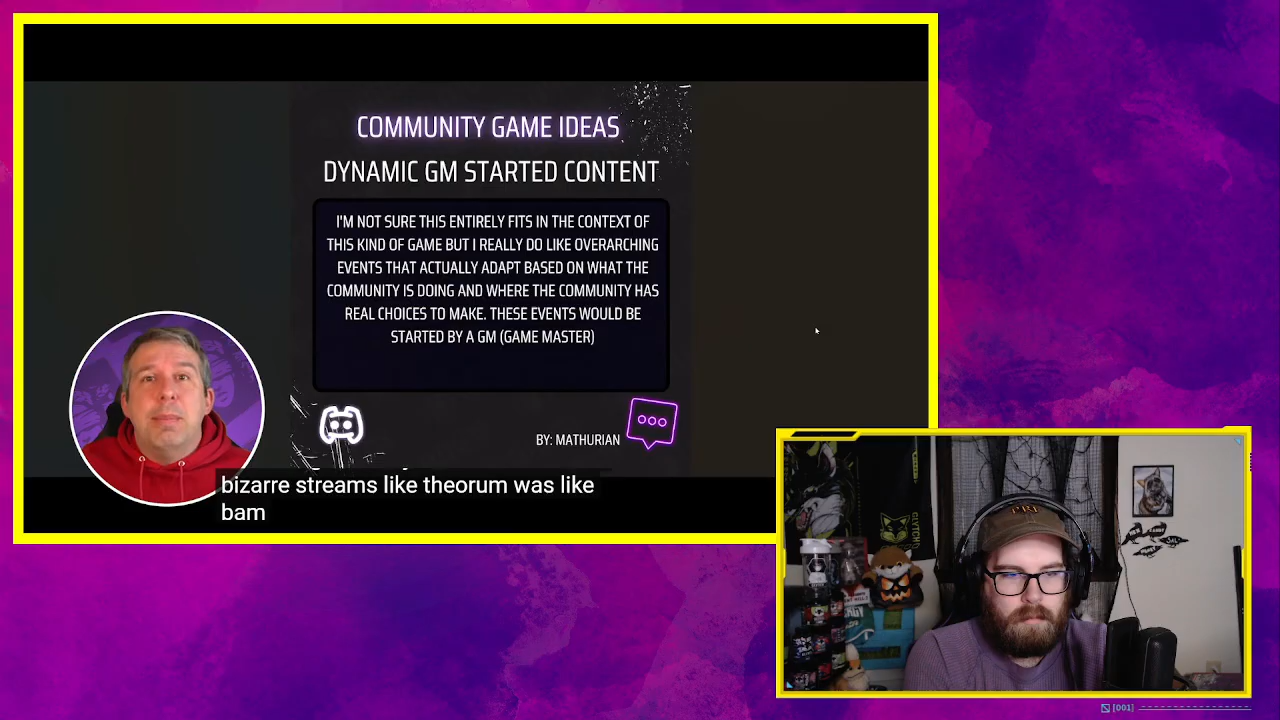 COMMUNITY GAME IDEAS
DYNAMIC GM STARTED CONTENT
I'M NOT SURE THIS ENTIRELY FITS IN THE CONTEXT OF
THIS KIND OF GAME BUT I REALLY DO LIKE OVERARCHING
EVENTS THAT ACTUALLY ADAPT BASED ON WHAT THE
COMMUNITY IS DOING AND WHERE THE COMMUNITY HAS
REAL CHOICES TO MAKE. THESE EVENTS WOULD BE
STARTED BY A GM (GAME MASTER)
BY: MATHURIAN
bizarre streams like theorum was like
bam
[001]